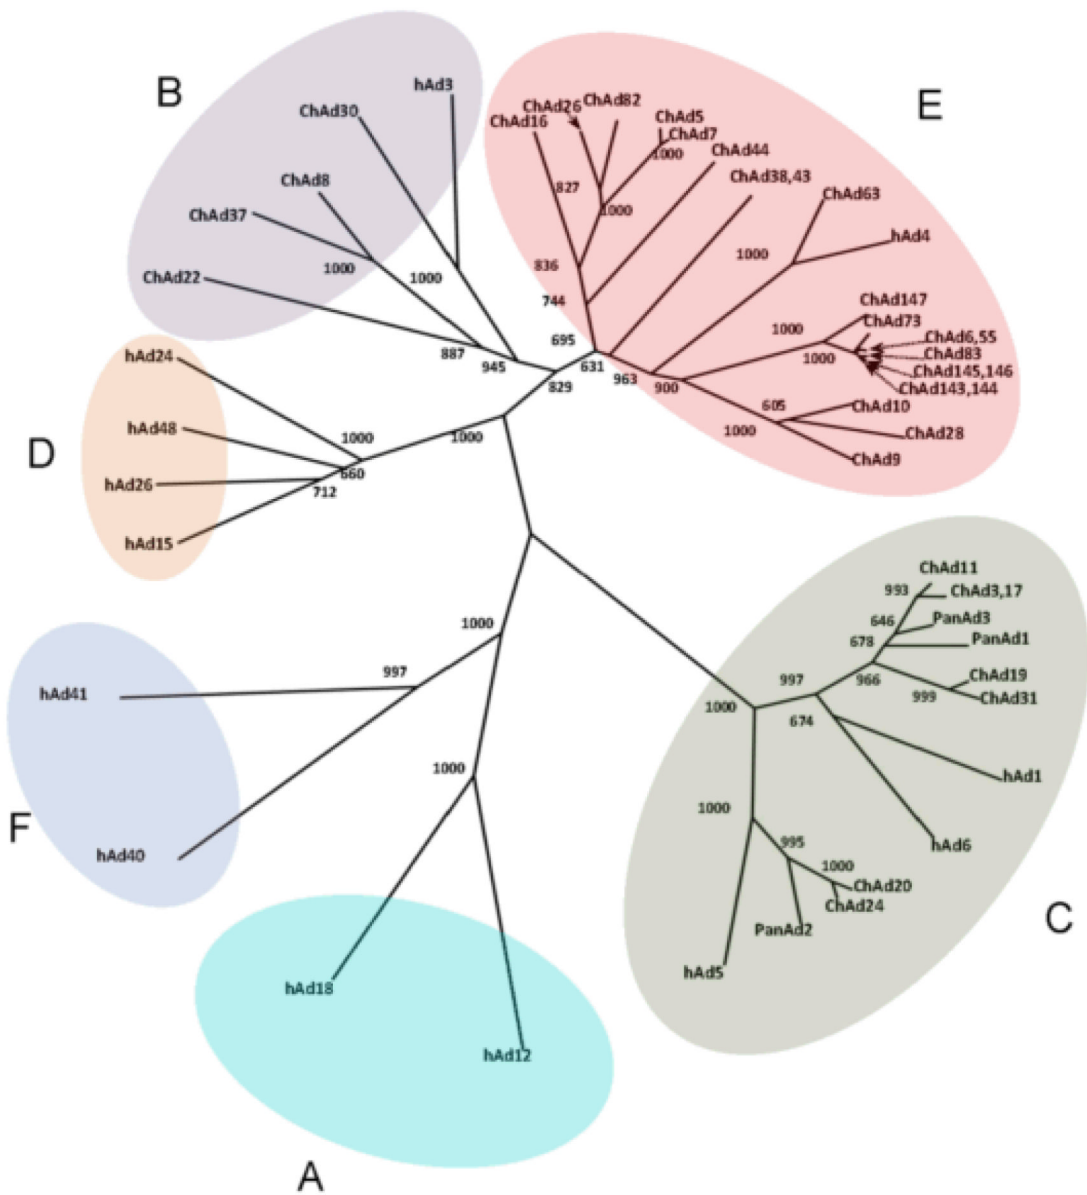 B
hAd3
ChAd30
ChAd8
ChAd37
ChAd22
1000
1000
887
945
829
E
ChAd26
ChAd82
ChAd16
ChAd5
ChAd7
1000
ChAd44
ChAd38,43
ChAd63
hAd4
827
1000
836
744
695
631
963
900
1000
ChAd147
ChAd73
1000
1000
ChAd6,55
ChAd83
ChAd145,146
ChAd143,144
605
ChAd10
1000
ChAd28
ChAd9
D
hAd24
hAd48
hAd26
hAd15
1000
1000
660
712
C
ChAd11
993
ChAd3,17
646
PanAd3
678
PanAd1
997
966
ChAd19
999
ChAd31
1000
674
hAd1
hAd6
1000
995
1000
ChAd20
ChAd24
PanAd2
hAd5
F
1000
997
hAd41
hAd40
1000
hAd18
hAd12
A